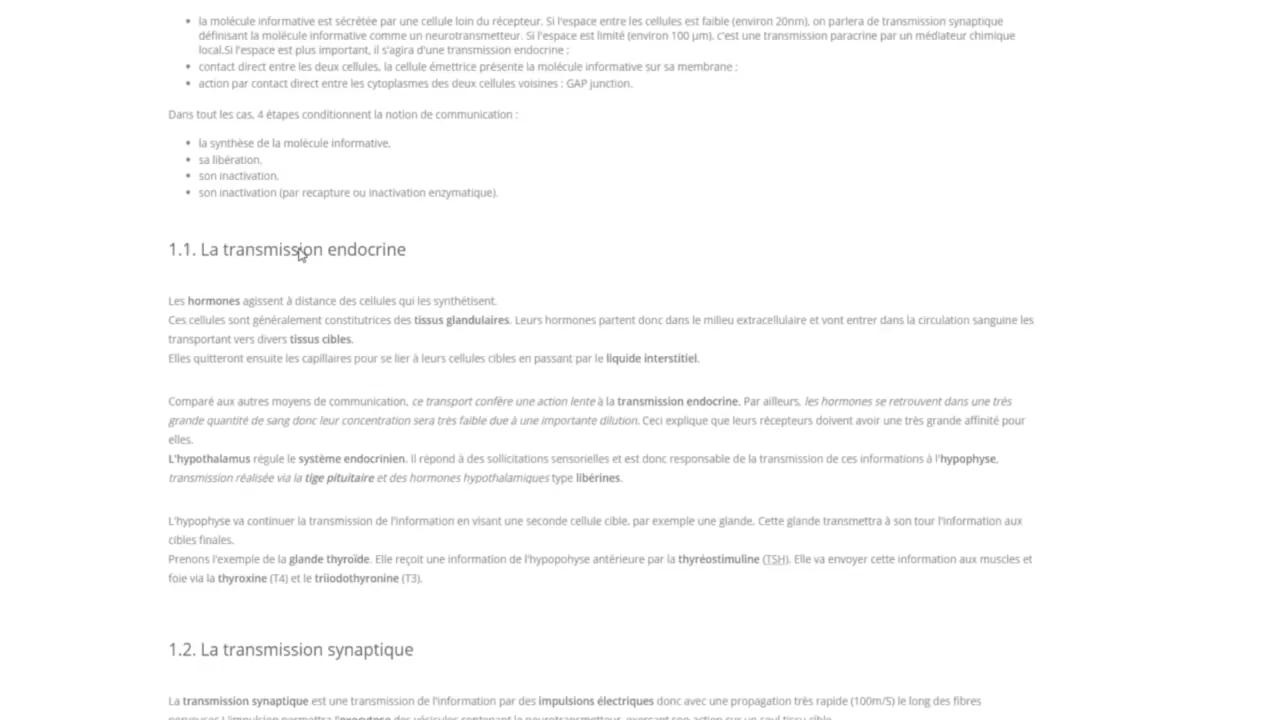 la molécule informative est sécrétée par une cellule loin du récepteur. Si l'espace entre les cellules est faible (environ 20nm), on parlera de transmission synaptique
définisant la molécule informative comme un neurotransmetteur. Si l'espace est limité (environ 100 µm), c'est une transmission paracrine par un médiateur chimique
local.Si l'espace est plus important, il s'agira d'une transmission endocrine ;
contact direct entre les deux cellules, la cellule émettrice présente la molécule informative sur sa membrane ;
action par contact direct entre les cytoplasmes des deux cellules voisines : GAP junction.
Dans tout les cas, 4 étapes conditionnent la notion de communication :
la synthèse de la molécule informative,
sa libération,
son inactivation,
son inactivation (par recapture ou inactivation enzymatique).
1.1. La transmission endocrine
Les hormones agissent à distance des cellules qui les synthétisent.
Ces cellules sont généralement constitutrices des tissus glandulaires. Leurs hormones partent donc dans le milieu extracellulaire et vont entrer dans la circulation sanguine les
transportant vers divers tissus cibles.
Elles quitteront ensuite les capillaires pour se lier à leurs cellules cibles en passant par le liquide interstitiel.
Comparé aux autres moyens de communication, ce transport confère une action lente à la transmission endocrine. Par ailleurs, les hormones se retrouvent dans une très
grande quantité de sang donc leur concentration sera très faible due à une importante dilution. Ceci explique que leurs récepteurs doivent avoir une très grande affinité pour
elles.
L'hypothalamus régule le système endocrinien. Il répond à des sollicitations sensorielles et est donc responsable de la transmission de ces informations à l'hypophyse,
transmission réalisée via la tige pituitaire et des hormones hypothalamiques type libérines.
L'hypophyse va continuer la transmission de l'information en visant une seconde cellule cible, par exemple une glande. Cette glande transmettra à son tour l'information aux
cibles finales.
Prenons l'exemple de la glande thyroïde. Elle reçoit une information de l'hypopohyse antérieure par la thyréostimuline (TSH). Elle va envoyer cette information aux muscles et
foie via la thyroxine (T4) et le triiodothyronine (T3).
1.2. La transmission synaptique
La transmission synaptique est une transmission de l'information par des impulsions électriques donc avec une propagation très rapide (100m/S) le long des fibres
nerveuses L'impulsion permettra l'exocytose des vésicules contenant le neurotransmetteur, exerçant son action sur un seul tissu cible.